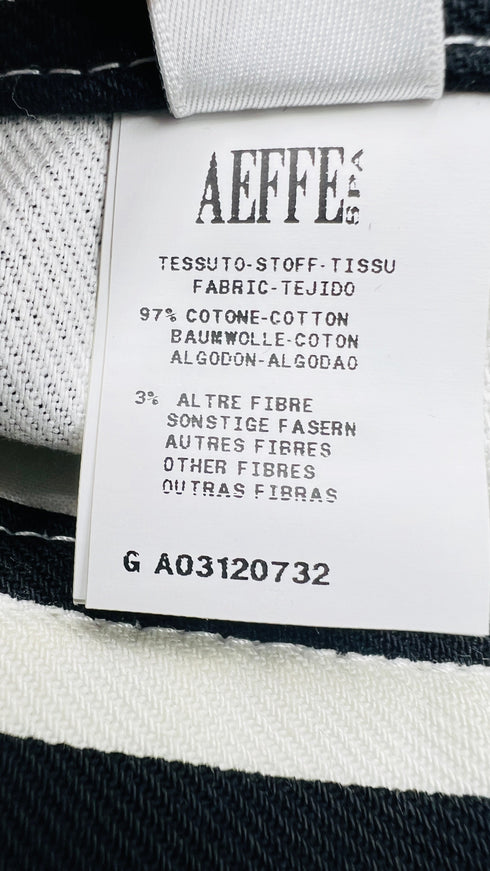 AEFFE SPA
TESSUTO-STOFF-TISSU
FABRIC-TEJIDO
97% COTONE-COTTON
BAUMWOLLE-COTON
ALGODON-ALGODAO
3% ALTRE FIBRE
SONSTIGE FASERN
AUTRES FIBRES
OTHER FIBRES
OUTRAS FIBRAS
G A03120732